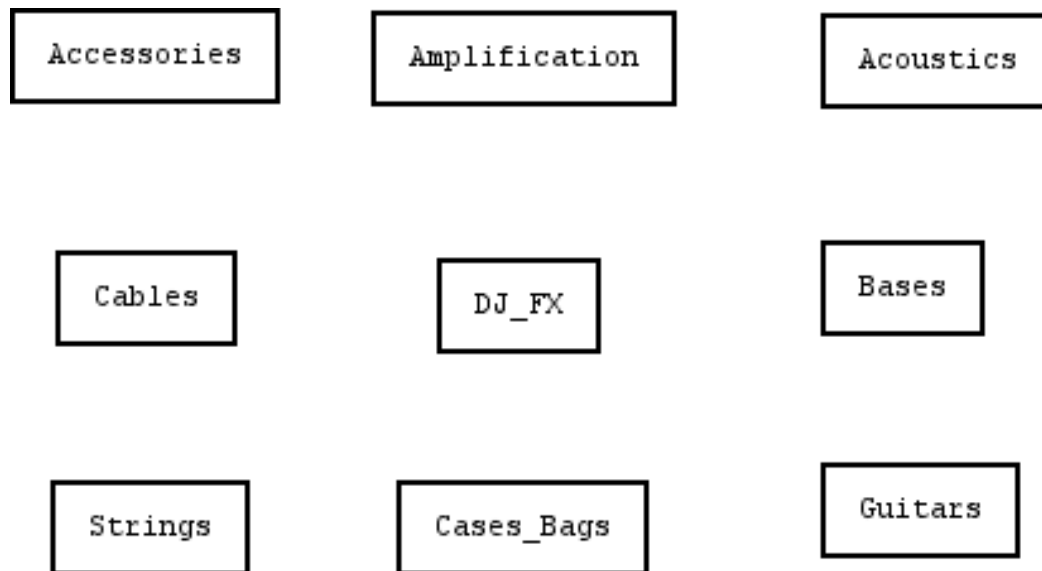 Accessories
Amplification
Acoustics
Cables
DJ_FX
Bases
Strings
Cases_Bags
Guitars